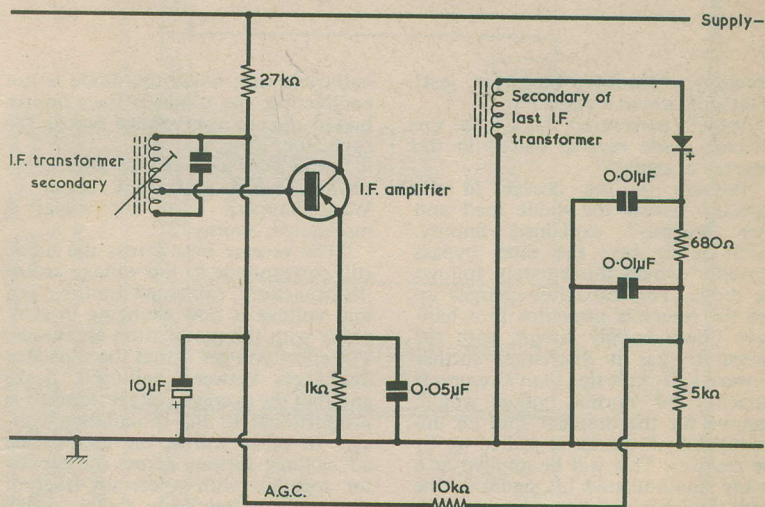 Supply–
27kΩ
Secondary of
last I.F.
transformer
I.F. transformer
secondary
I.F. amplifier
+
0·01μF
680Ω
0·01μF
10μF
+
1kΩ
0·05μF
5kΩ
A.G.C.
10kΩ